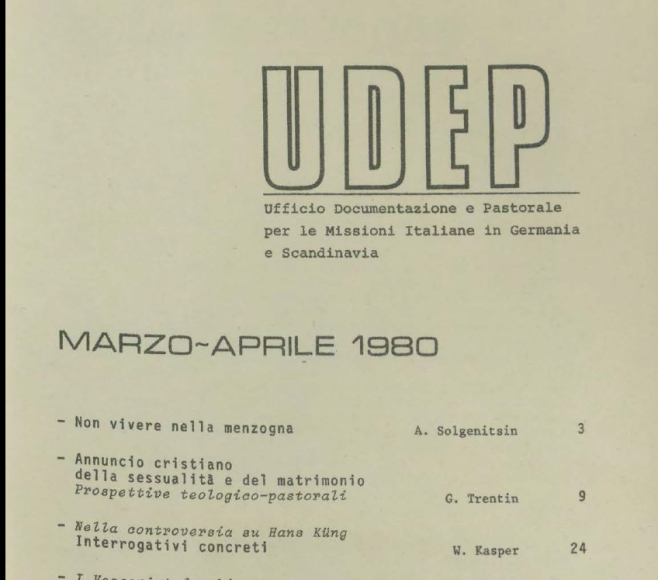 UDEP
Ufficio Documentazione e Pastorale
per le Missioni Italiane in Germania
e Scandinavia
MARZO~APRILE 1980
- Non vivere nella menzogna A. Solgenitsin 3
- Annuncio cristiano
della sessualità e del matrimonio
Prospettive teologico-pastorali G. Trentin 9
- Nella controversia su Hans Küng
Interrogativi concreti W. Kasper 24